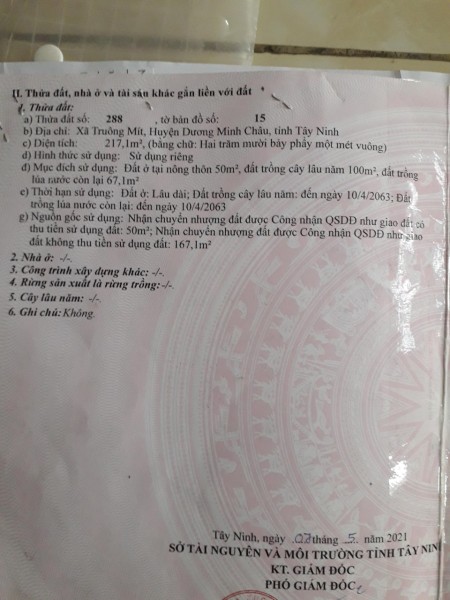 II. Thửa đất, nhà ở và tài sản khác gắn liền với đất
1. Thửa đất:
a) Thửa đất số: 288 , tờ bản đồ số: 15
b) Địa chỉ: Xã Truông Mít, Huyện Dương Minh Châu, tỉnh Tây Ninh
c) Diện tích: 217,1m², (bằng chữ: Hai trăm mười bảy phẩy một mét vuông)
d) Hình thức sử dụng: Sử dụng riêng
đ) Mục đích sử dụng: Đất ở tại nông thôn 50m², đất trồng cây lâu năm 100m², đất trồng
lúa nước còn lại 67,1m²
e) Thời hạn sử dụng: Đất ở: Lâu dài; Đất trồng cây lâu năm: đến ngày 10/4/2063; Đất
trồng lúa nước còn lại: đến ngày 10/4/2063
g) Nguồn gốc sử dụng: Nhận chuyển nhượng đất được Công nhận QSDĐ như giao đất có
thu tiền sử dụng đất: 50m²; Nhận chuyển nhượng đất được Công nhận QSDĐ như giao
đất không thu tiền sử dụng đất: 167,1m²
2. Nhà ở: -/-.
3. Công trình xây dựng khác: -/-.
4. Rừng sản xuất là rừng trồng: -/-.
5. Cây lâu năm: -/-.
6. Ghi chú: Không.
Tây Ninh, ngày 07 tháng 5 năm 2021
SỞ TÀI NGUYÊN VÀ MÔI TRƯỜNG TỈNH TÂY NINH
KT. GIÁM ĐỐC
PHÓ GIÁM ĐỐC